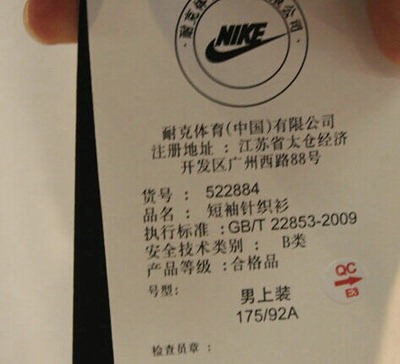 NIKE
耐克体育(中国)有限公司
注册地址：江苏省太仓经济
开发区广州西路88号
货号：522884
品名：短袖针织衫
执行标准：GB/T 22853-2009
安全技术类别：B类
产品等级：合格品
QC
E3
号型：男上装
175/92A
检查员章：